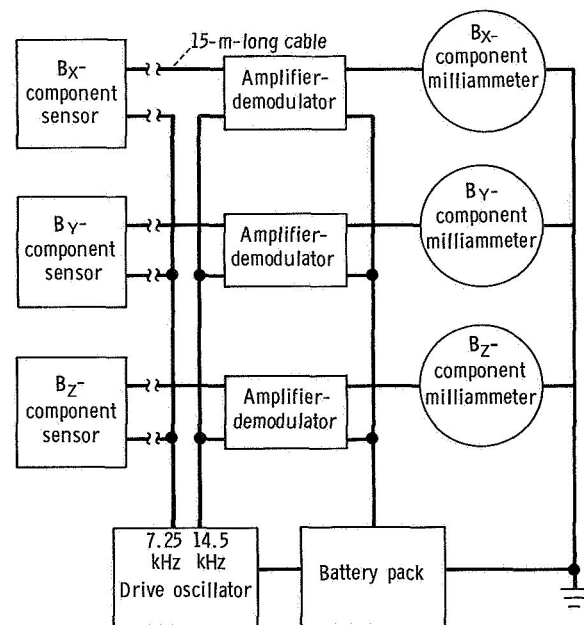 15-m-long cable
BX-
component
sensor
Amplifier-
demodulator
BX-
component
milliammeter
BY-
component
sensor
Amplifier-
demodulator
BY-
component
milliammeter
BZ-
component
sensor
Amplifier-
demodulator
BZ-
component
milliammeter
7.25 14.5
kHz kHz
Drive oscillator
Battery pack